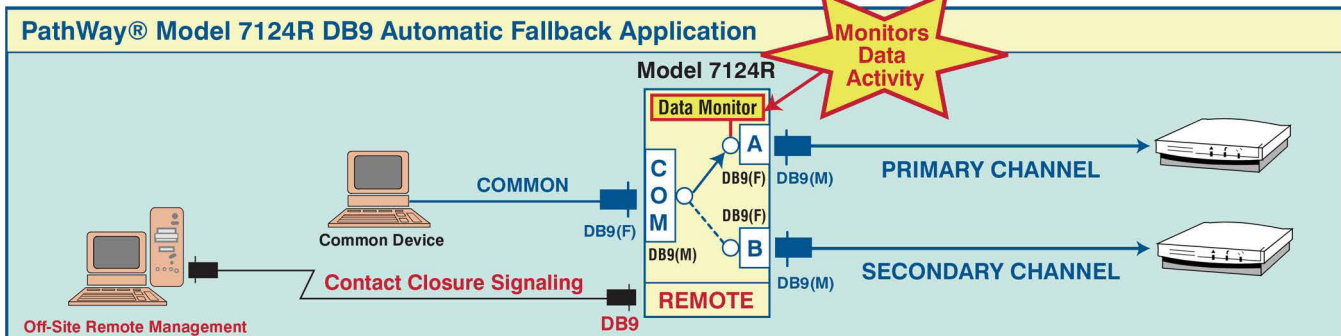 PathWay® Model 7124R DB9 Automatic Fallback Application
Monitors
Data
Activity
Model 7124R
Data Monitor
A
C
O
M
DB9(F)
DB9(M)
PRIMARY CHANNEL
COMMON
DB9(F)
Common Device
DB9(F)
DB9(M)
B
DB9(M)
SECONDARY CHANNEL
Contact Closure Signaling
REMOTE
DB9
Off-Site Remote Management